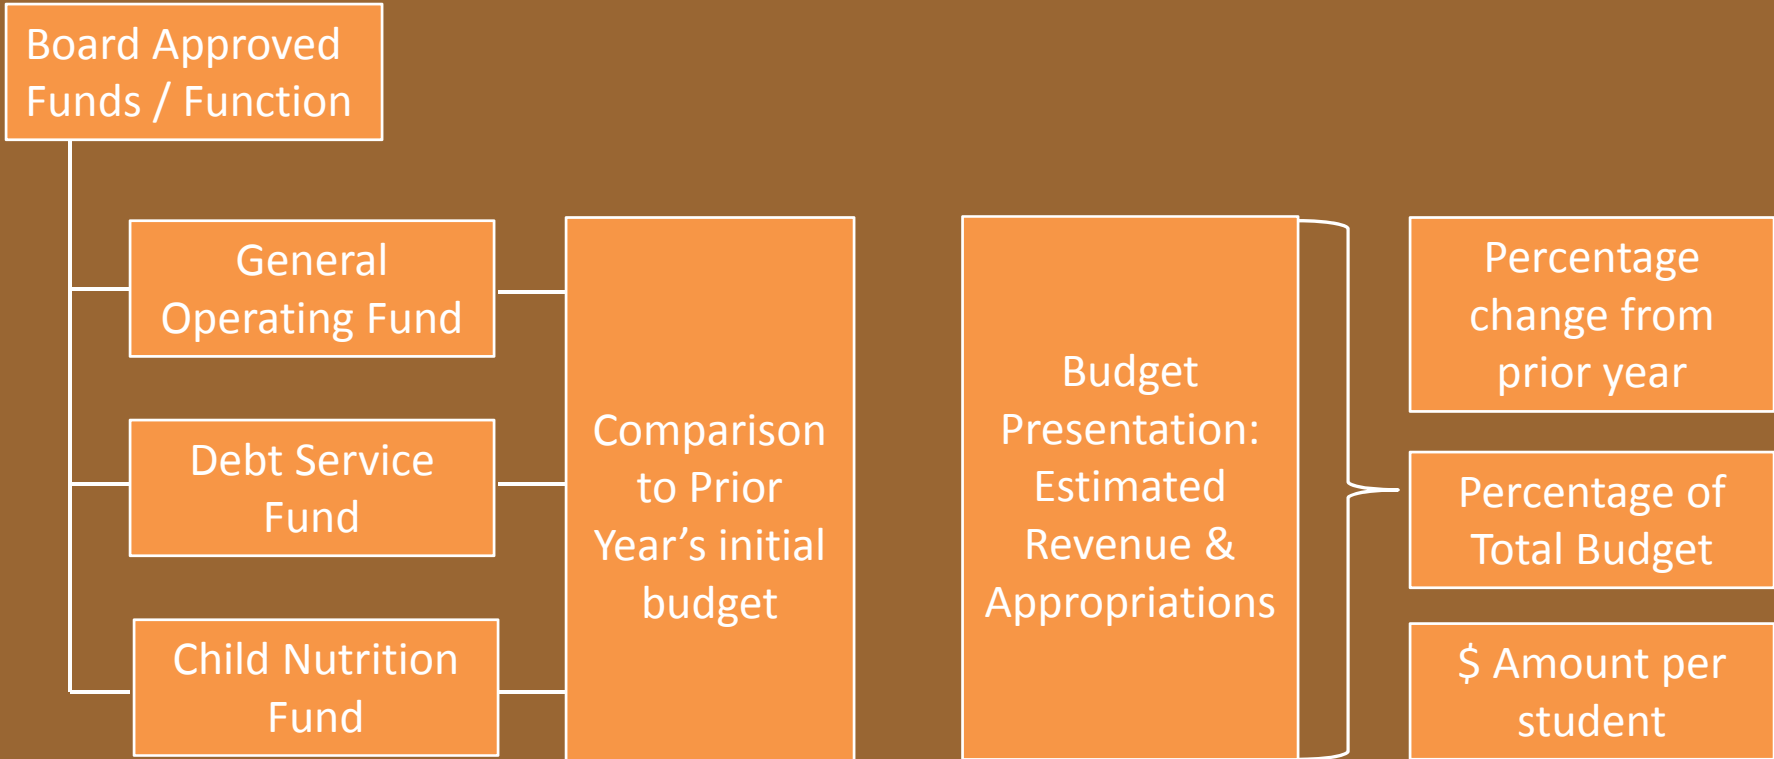 Board Approved
Funds / Function
General
Operating Fund
Debt Service
Fund
Child Nutrition
Fund
Comparison
to Prior
Year’s initial
budget
Budget
Presentation:
Estimated
Revenue &
Appropriations
Percentage
change from
prior year
Percentage of
Total Budget
$ Amount per
student